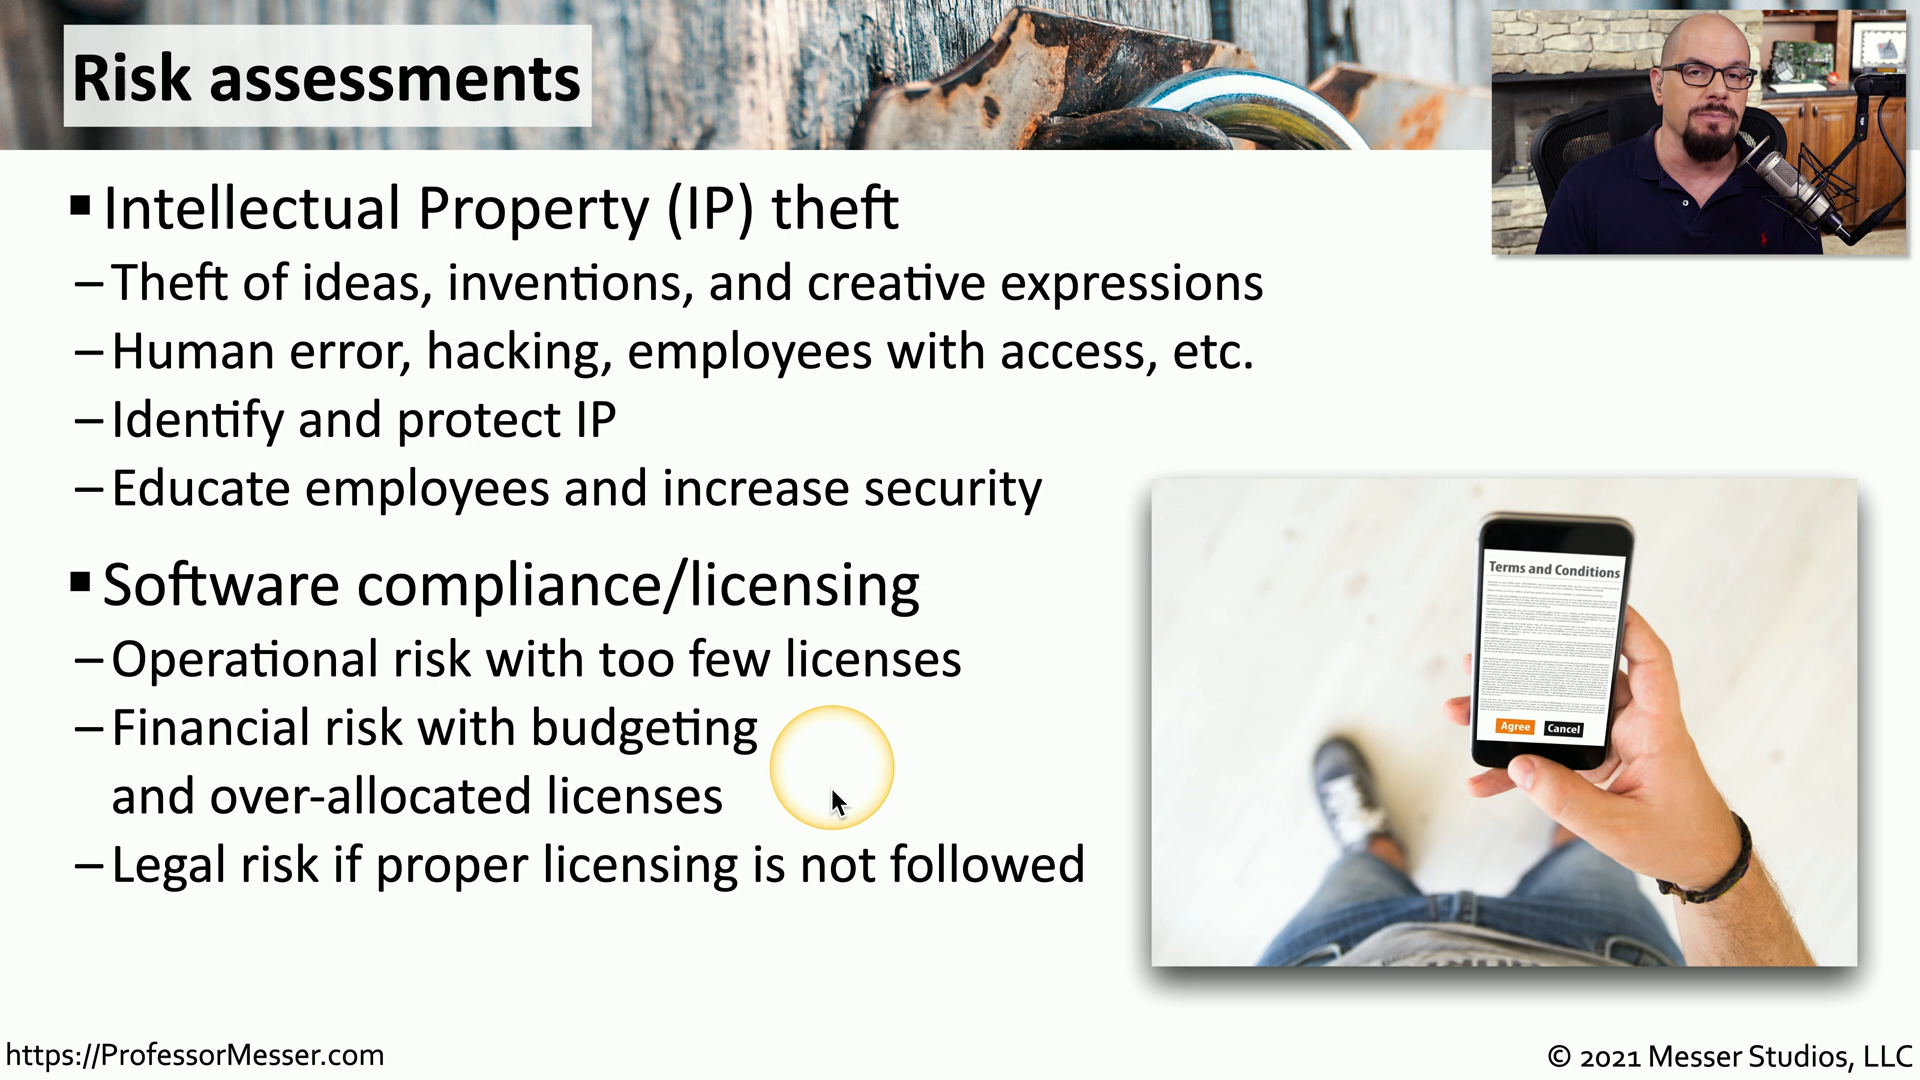 Risk assessments
▪ Intellectual Property (IP) theft
– Theft of ideas, inventions, and creative expressions
– Human error, hacking, employees with access, etc.
– Identify and protect IP
– Educate employees and increase security
▪ Software compliance/licensing
– Operational risk with too few licenses
– Financial risk with budgeting
and over-allocated licenses
– Legal risk if proper licensing is not followed
Terms and Conditions
Agree Cancel
https://ProfessorMesser.com
© 2021 Messer Studios, LLC